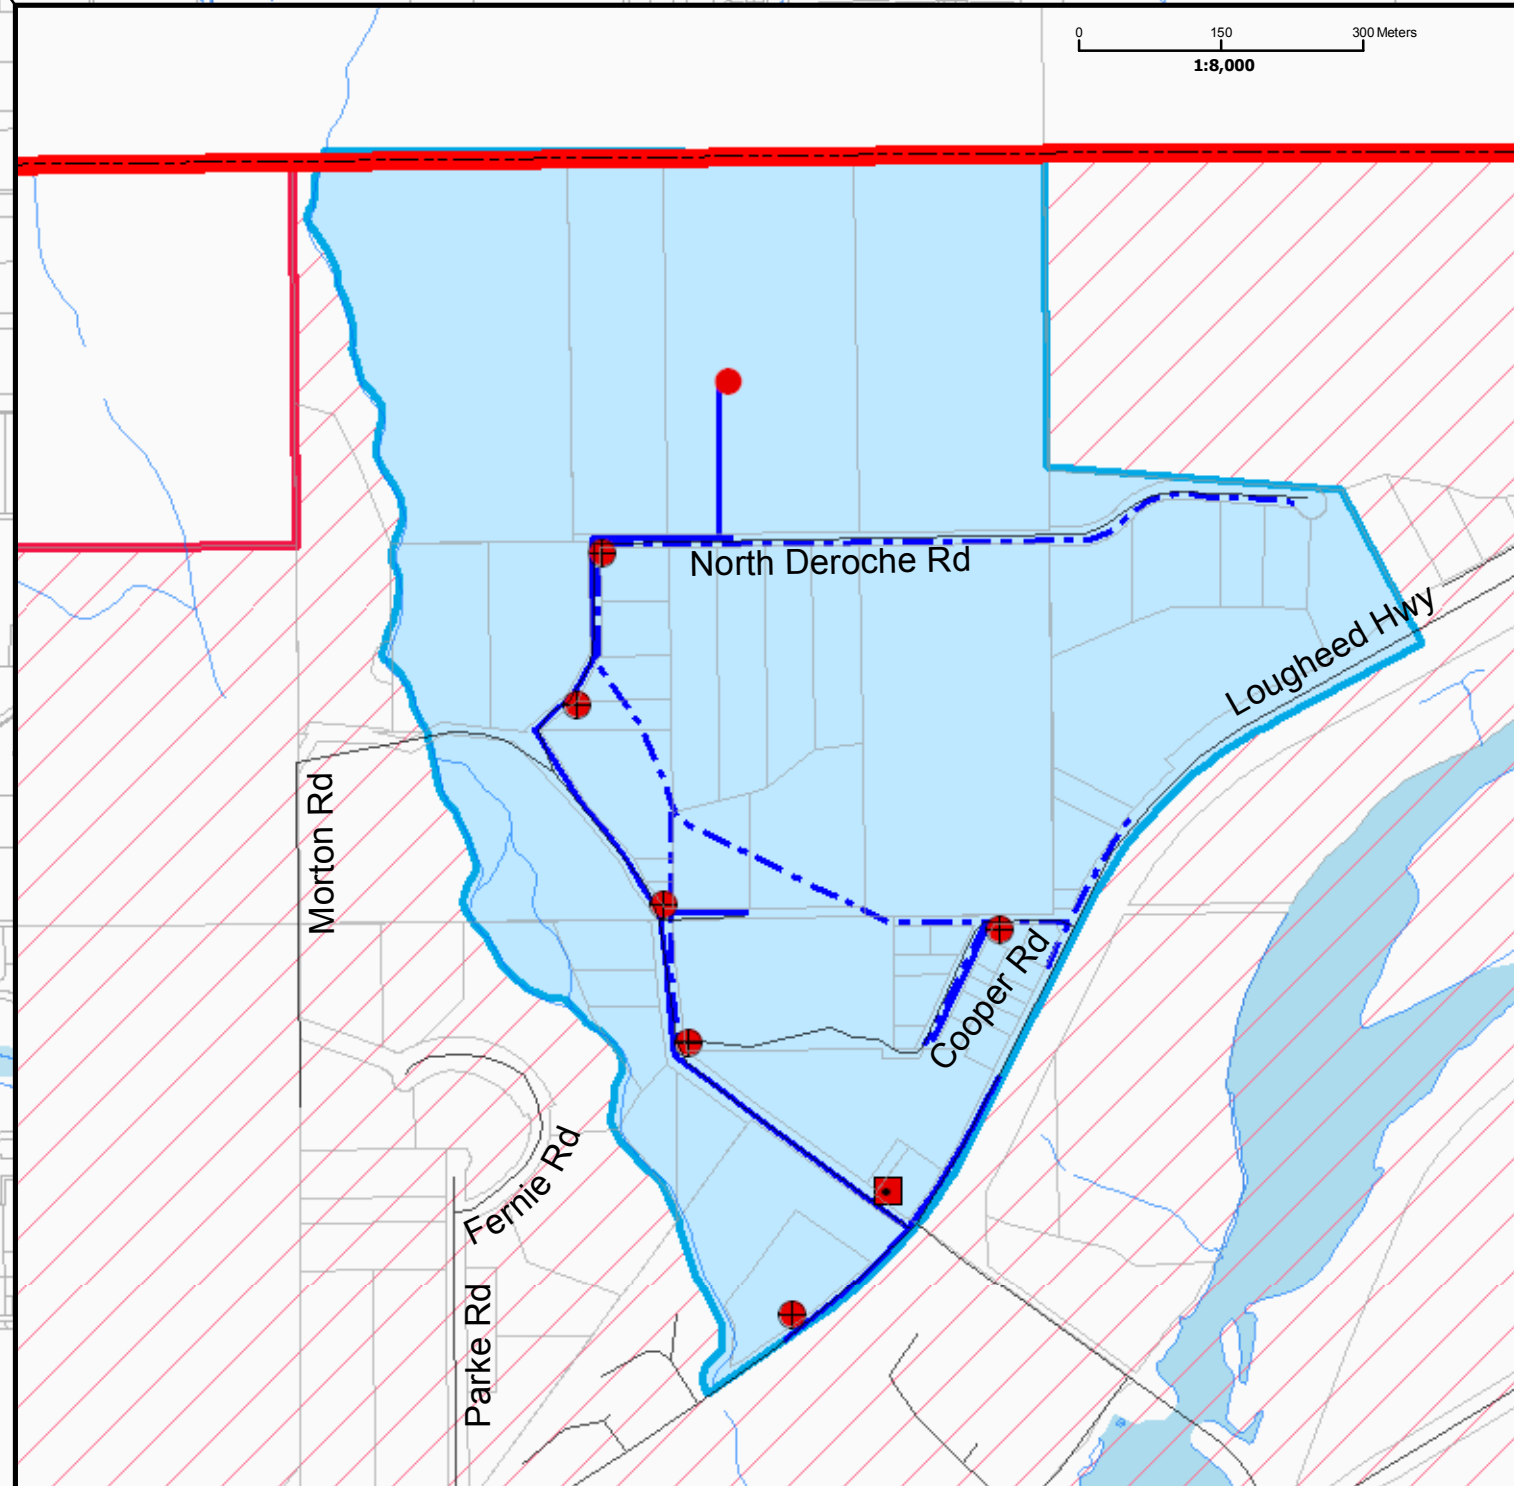 0 150 300 Meters
1:8,000
North Deroche Rd
Lougheed Hwy
Morton Rd
Cooper Rd
Fernie Rd
Parke Rd